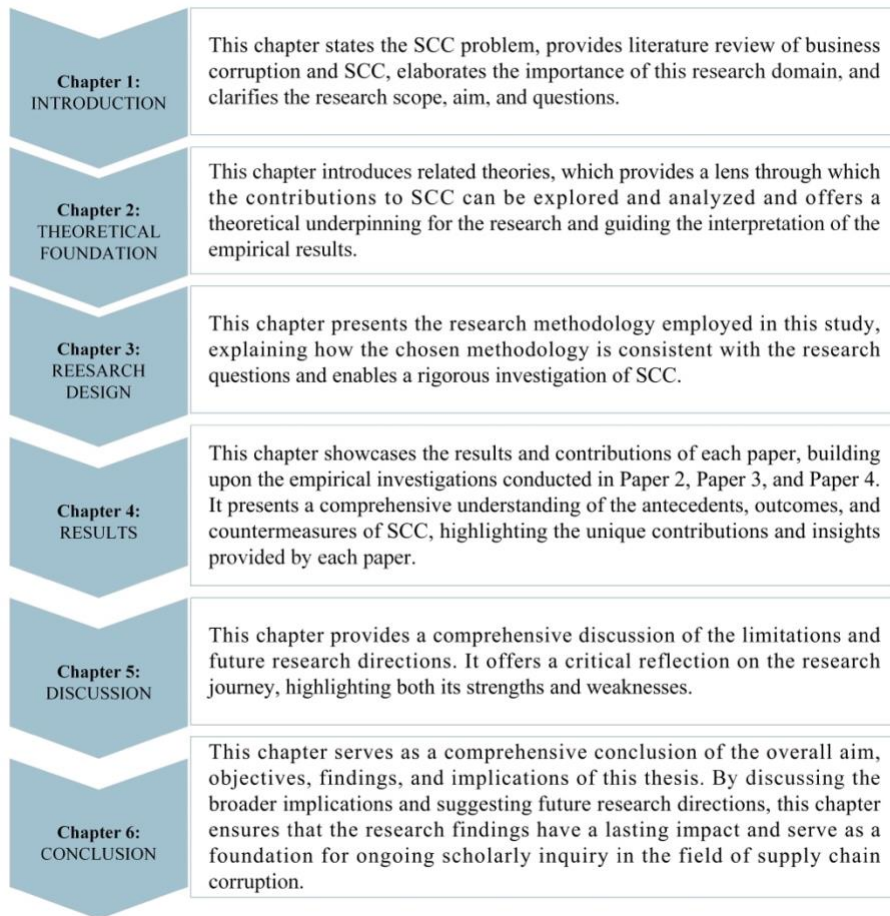 Chapter 1:
INTRODUCTION
This chapter states the SCC problem, provides literature review of business
corruption and SCC, elaborates the importance of this research domain, and
clarifies the research scope, aim, and questions.
Chapter 2:
THEORETICAL
FOUNDATION
This chapter introduces related theories, which provides a lens through which
the contributions to SCC can be explored and analyzed and offers a
theoretical underpinning for the research and guiding the interpretation of the
empirical results.
Chapter 3:
REESARCH
DESIGN
This chapter presents the research methodology employed in this study,
explaining how the chosen methodology is consistent with the research
questions and enables a rigorous investigation of SCC.
Chapter 4:
RESULTS
This chapter showcases the results and contributions of each paper, building
upon the empirical investigations conducted in Paper 2, Paper 3, and Paper 4.
It presents a comprehensive understanding of the antecedents, outcomes, and
countermeasures of SCC, highlighting the unique contributions and insights
provided by each paper.
Chapter 5:
DISCUSSION
This chapter provides a comprehensive discussion of the limitations and
future research directions. It offers a critical reflection on the research
journey, highlighting both its strengths and weaknesses.
Chapter 6:
CONCLUSION
This chapter serves as a comprehensive conclusion of the overall aim,
objectives, findings, and implications of this thesis. By discussing the
broader implications and suggesting future research directions, this chapter
ensures that the research findings have a lasting impact and serve as a
foundation for ongoing scholarly inquiry in the field of supply chain
corruption.